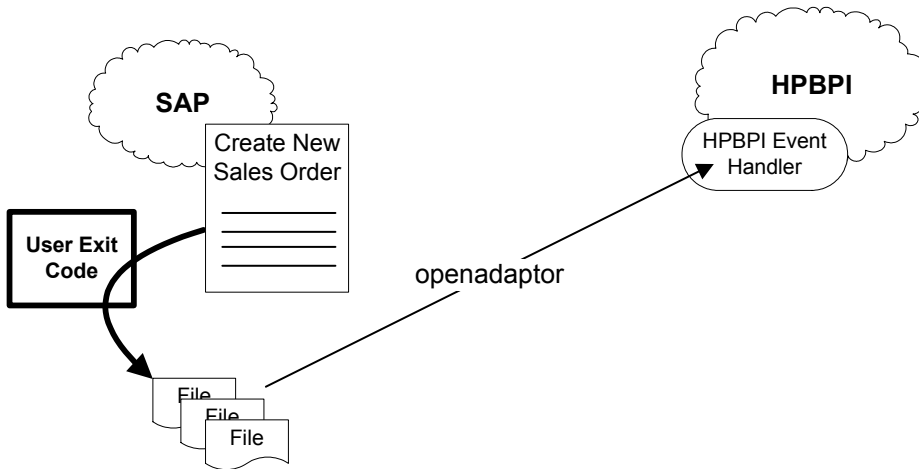 SAP
HPBPI
Create New
Sales Order
HPBPI Event
Handler
User Exit
Code
openadaptor
File
File
File